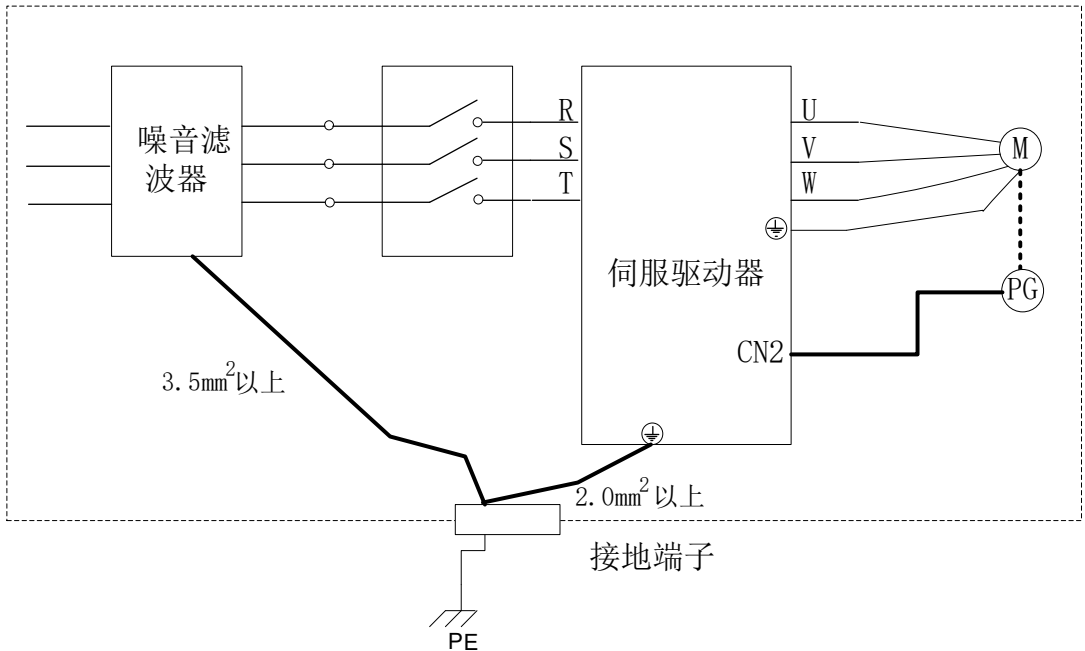 噪音滤
波器
R
S
T
U
V
W
M
伺服驱动器
PG
CN2
3.5mm²以上
2.0mm²以上
接地端子
PE